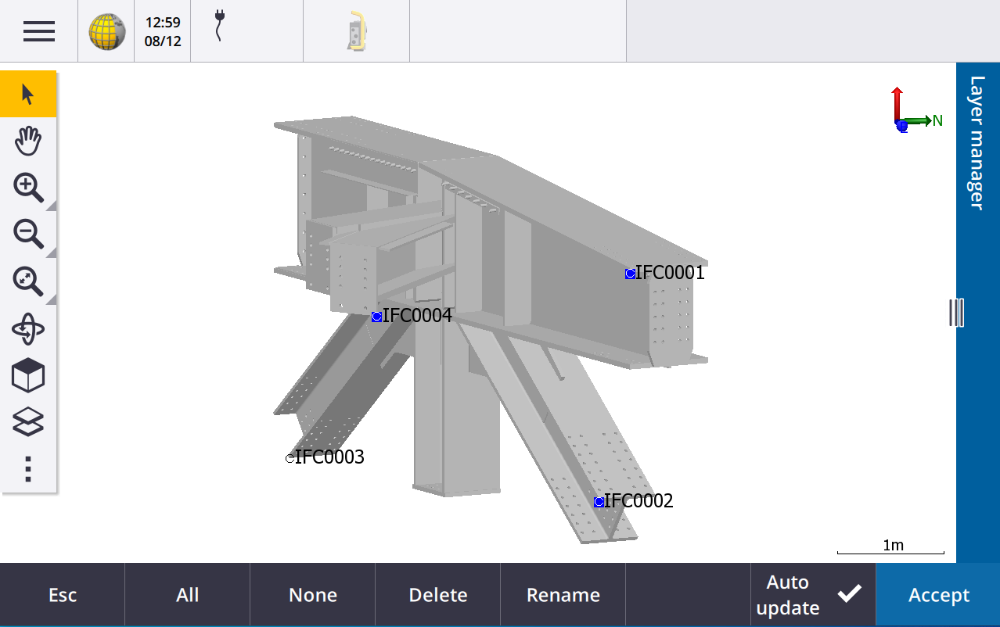 12:59
08/12
Layer manager
N
E
IFC0001
IFC0004
IFC0003
IFC0002
1m
Esc
All
None
Delete
Rename
Auto
update
Accept